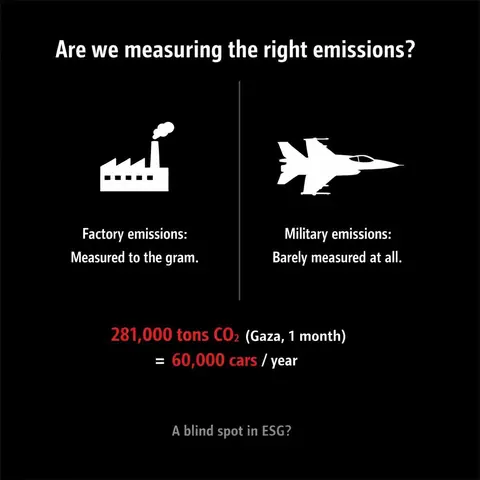 Are we measuring the right emissions?
Factory emissions:
Measured to the gram.
Military emissions:
Barely measured at all.
281,000 tons CO₂ (Gaza, 1 month)
= 60,000 cars / year
A blind spot in ESG?